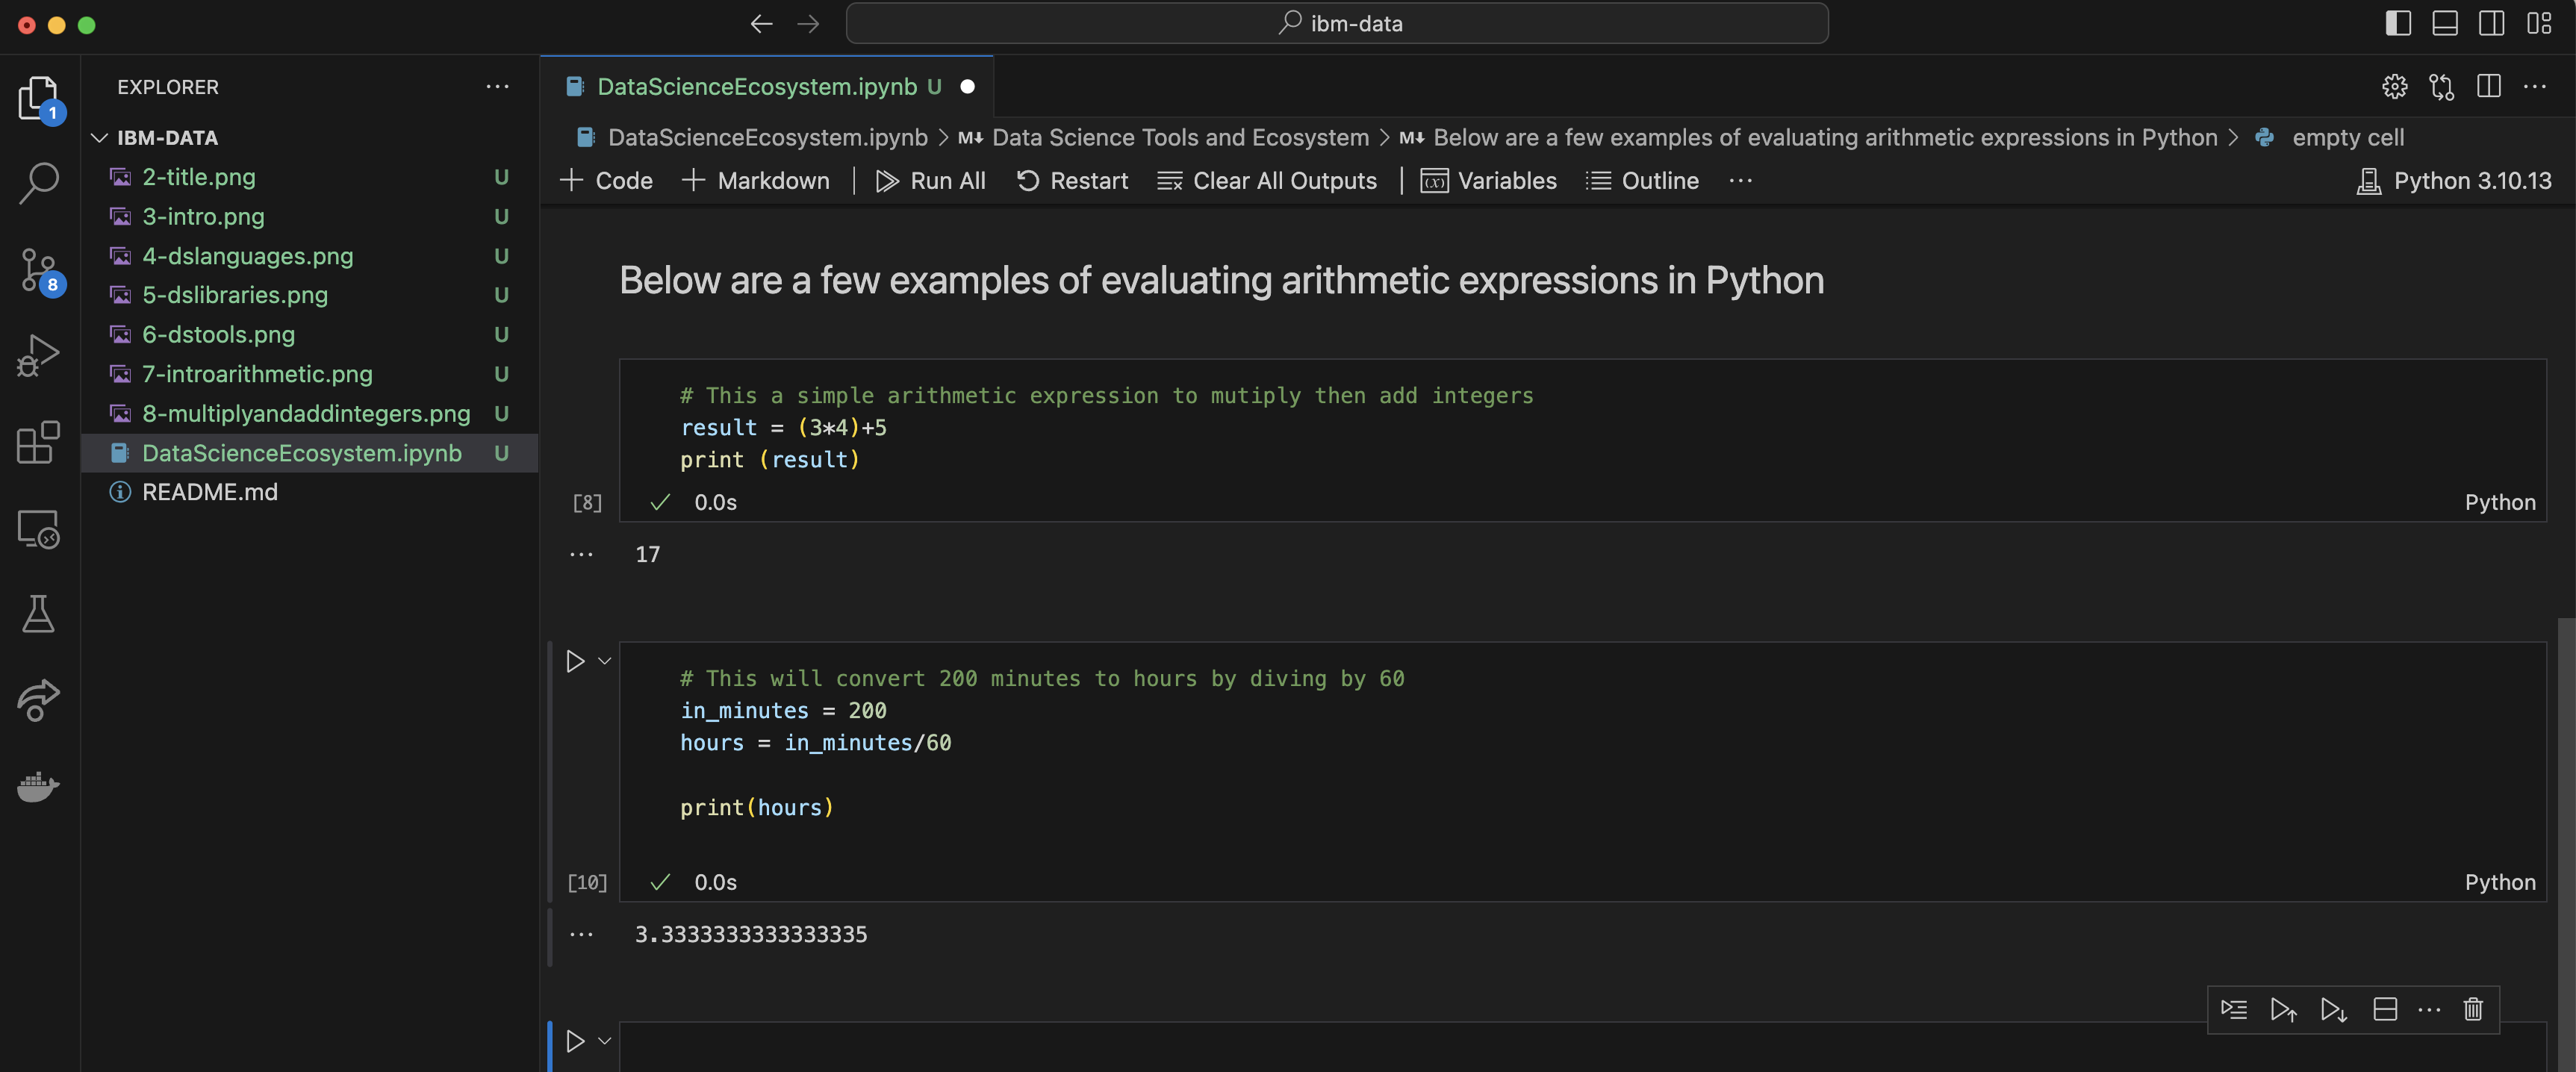 ibm-data
1
EXPLORER
IBM-DATA
2-title.png U
3-intro.png U
4-dslanguages.png U
5-dslibraries.png U
6-dstools.png U
7-introarithmetic.png U
8-multiplyandaddintegers.png U
DataScienceEcosystem.ipynb U
README.md
8
DataScienceEcosystem.ipynb U
DataScienceEcosystem.ipynb > M↓ Data Science Tools and Ecosystem > M↓ Below are a few examples of evaluating arithmetic expressions in Python > empty cell
+ Code + Markdown | Run All Restart Clear All Outputs | (x) Variables Outline ... Python 3.10.13
Below are a few examples of evaluating arithmetic expressions in Python
# This a simple arithmetic expression to mutiply then add integers
result = (3*4)+5
print (result)
[8] ✓ 0.0s Python
... 17
# This will convert 200 minutes to hours by diving by 60
in_minutes = 200
hours = in_minutes/60
print(hours)
[10] ✓ 0.0s Python
... 3.3333333333333335